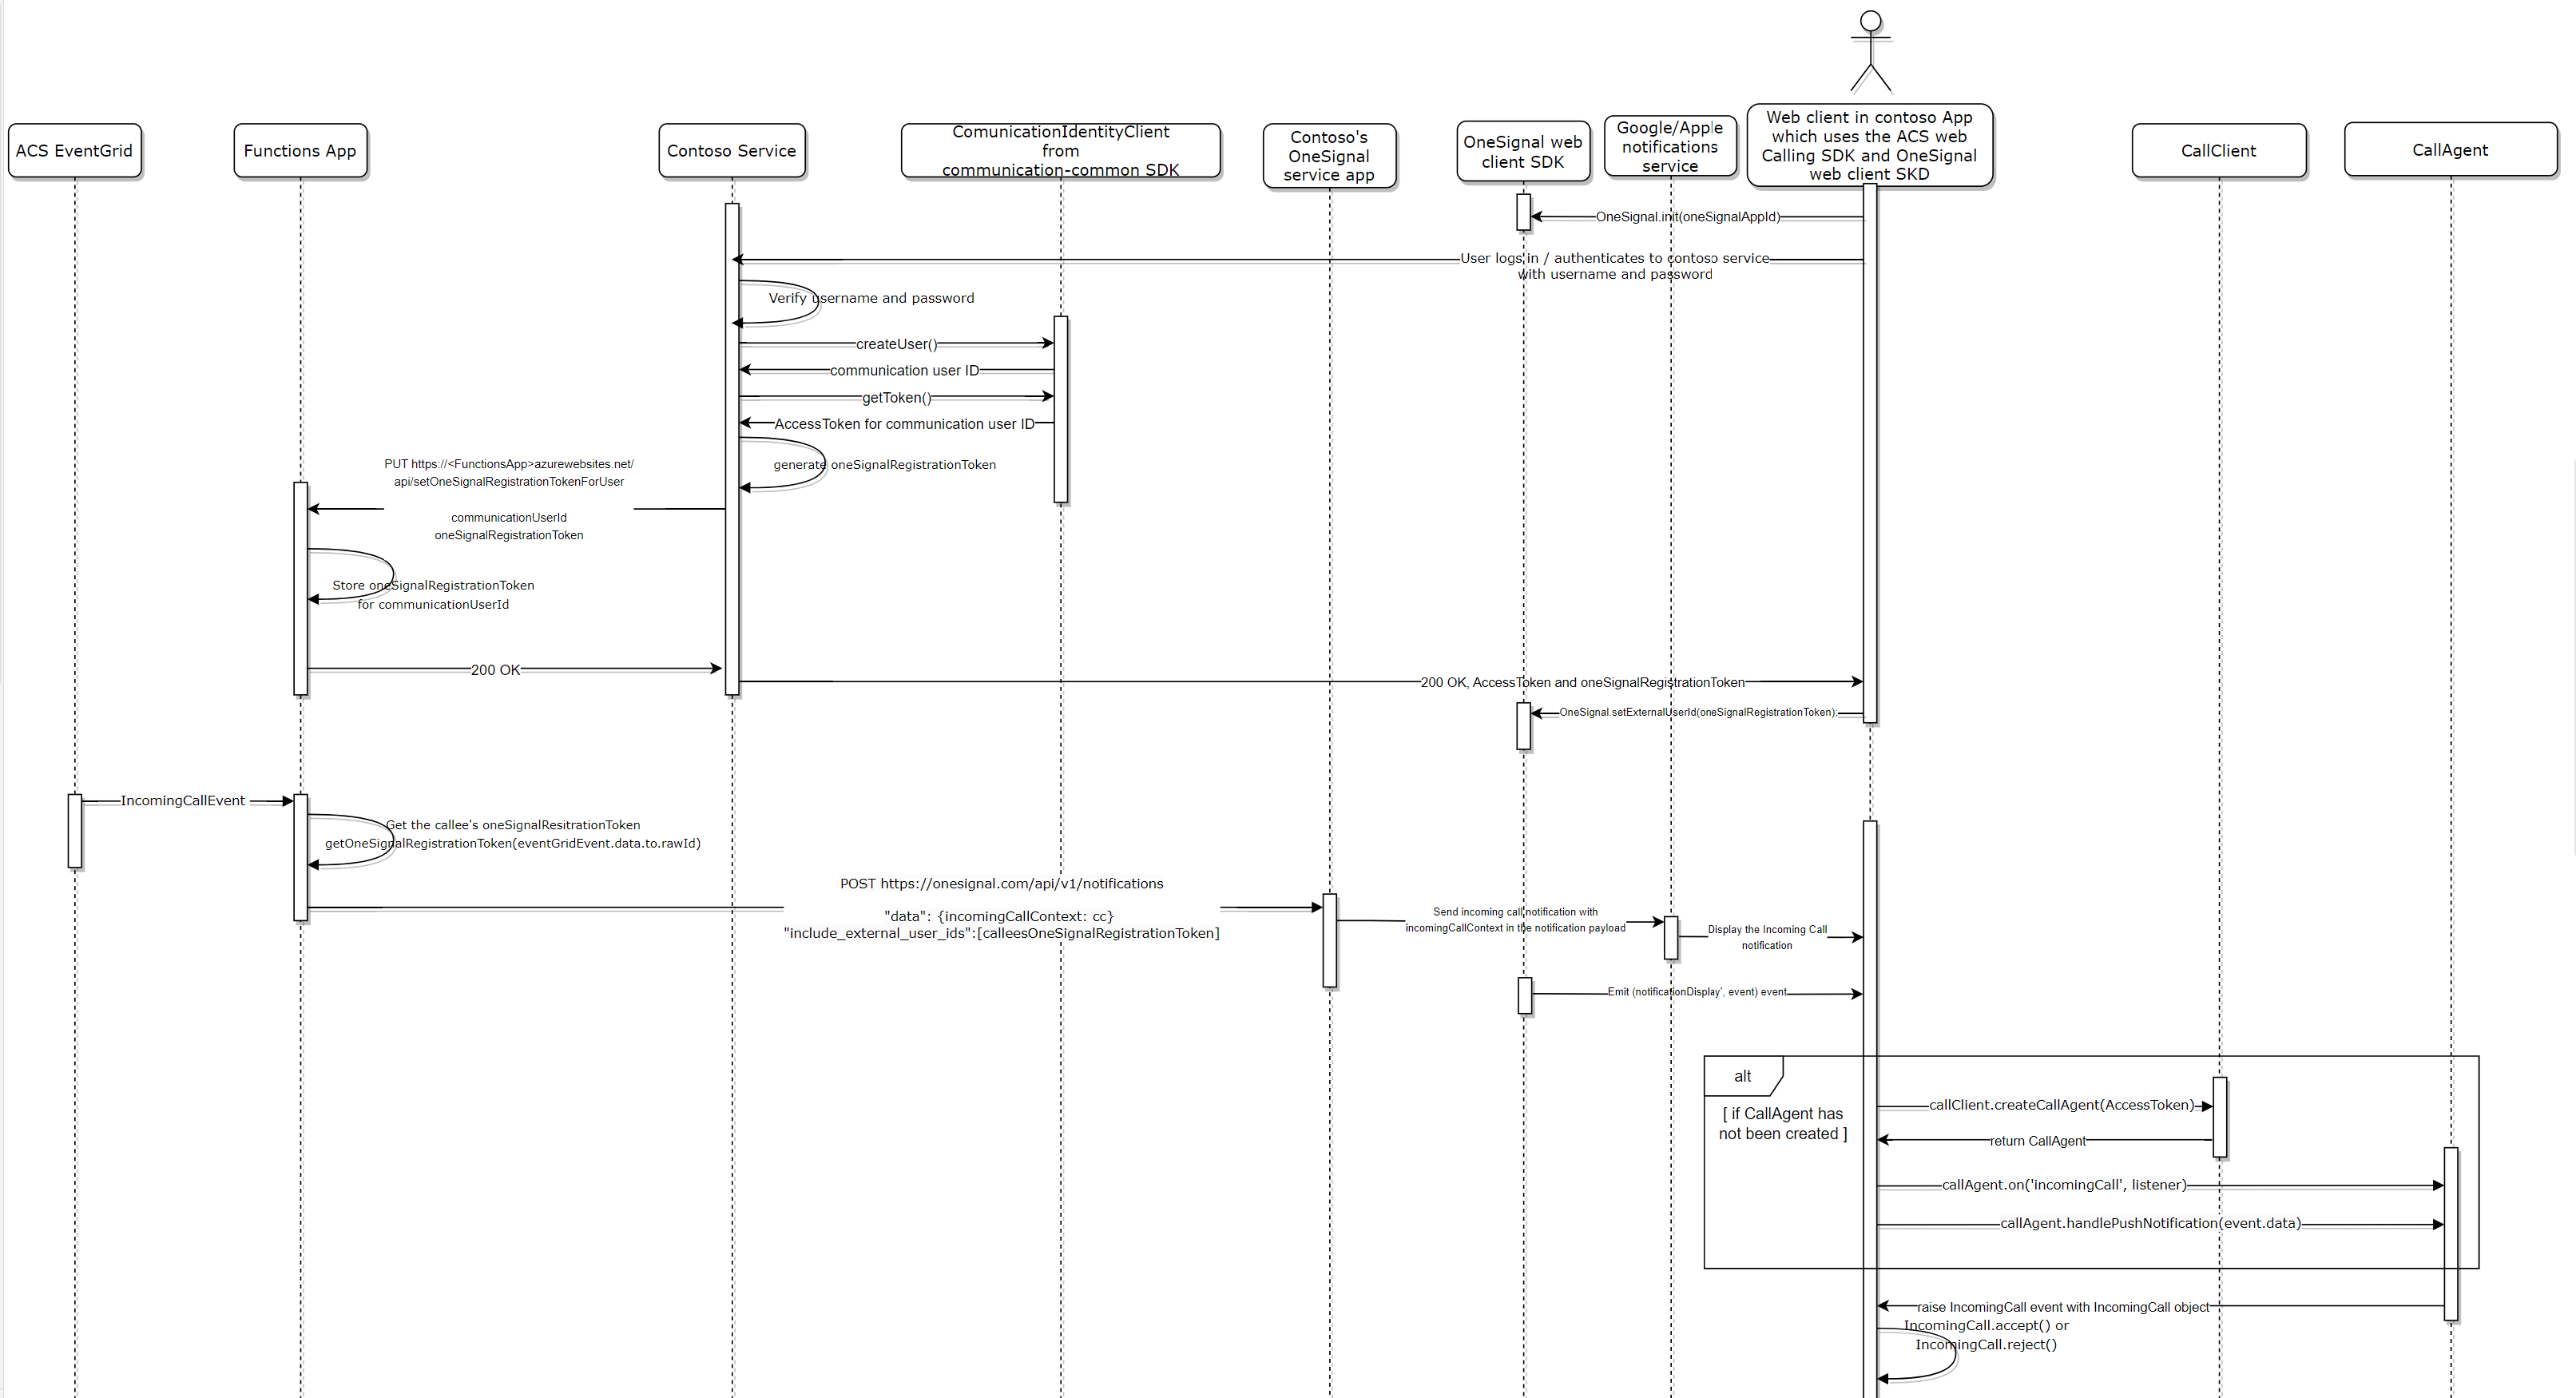 ACS EventGrid
Functions App
Contoso Service
ComunicationIdentityClient
from
communication-common SDK
Contoso's
OneSignal
service app
OneSignal web
client SDK
Google/Apple
notifications
service
Web client in contoso App
which uses the ACS web
Calling SDK and OneSignal
web client SKD
CallClient
CallAgent
OneSignal.init(oneSignalAppId)
User logs in / authenticates to contoso service
with username and password
Verify username and password
createUser()
communication user ID
getToken()
AccessToken for communication user ID
generate oneSignalRegistrationToken
PUT https://<FunctionsApp>azurewebsites.net/
api/setOneSignalRegistrationTokenForUser
communicationUserId
oneSignalRegistrationToken
Store oneSignalRegistrationToken
for communicationUserId
200 OK
200 OK, AccessToken and oneSignalRegistrationToken
OneSignal.setExternalUserId(oneSignalRegistrationToken);
IncomingCallEvent
Get the callee's oneSignalResitrationToken
getOneSignalRegistrationToken(eventGridEvent.data.to.rawId)
POST https://onesignal.com/api/v1/notifications
"data": {incomingCallContext: cc}
"include_external_user_ids":[calleesOneSignalRegistrationToken]
Send incoming call notification with
incomingCallContext in the notification payload
Display the Incoming Call
notification
Emit (notificationDisplay', event) event
alt
[ if CallAgent has
not been created ]
callClient.createCallAgent(AccessToken)
return CallAgent
callAgent.on('incomingCall', listener)
callAgent.handlePushNotification(event.data)
raise IncomingCall event with IncomingCall object
IncomingCall.accept() or
IncomingCall.reject()